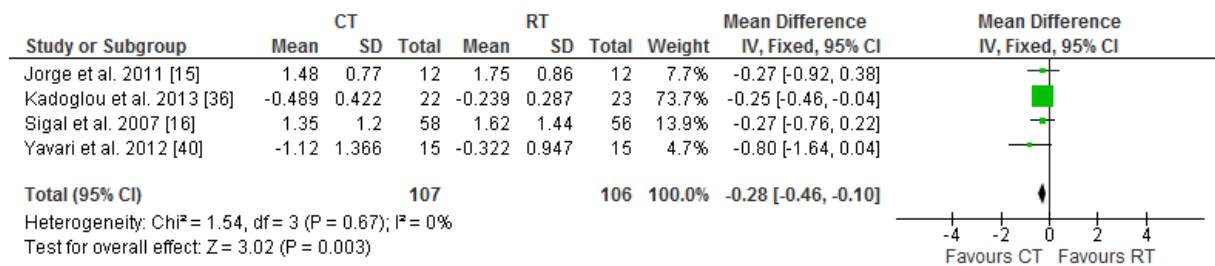 CT RT Mean Difference Mean Difference
Study or Subgroup Mean SD Total Mean SD Total Weight IV, Fixed, 95% CI IV, Fixed, 95% CI
Jorge et al. 2011 [15] 1.48 0.77 12 1.75 0.86 12 7.7% -0.27 [-0.92, 0.38]
Kadoglou et al. 2013 [36] -0.489 0.422 22 -0.239 0.287 23 73.7% -0.25 [-0.46, -0.04]
Sigal et al. 2007 [16] 1.35 1.2 58 1.62 1.44 56 13.9% -0.27 [-0.76, 0.22]
Yavari et al. 2012 [40] -1.12 1.366 15 -0.322 0.947 15 4.7% -0.80 [-1.64, 0.04]
Total (95% CI) 107 106 100.0% -0.28 [-0.46, -0.10]
Heterogeneity: Chi² = 1.54, df = 3 (P = 0.67); I² = 0%
Test for overall effect: Z = 3.02 (P = 0.003)
-4 -2 0 2 4
Favours CT Favours RT